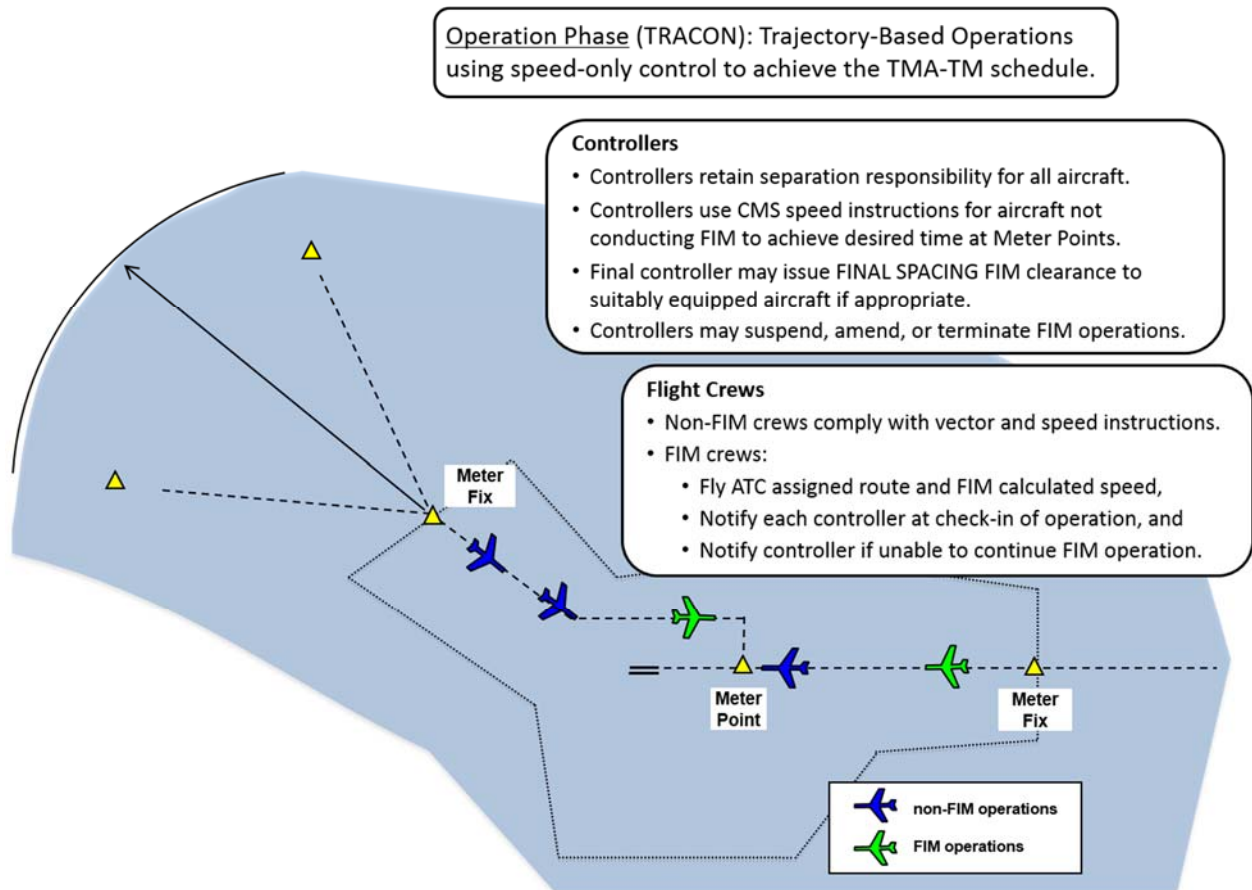 Operation Phase (TRACON): Trajectory-Based Operations
using speed-only control to achieve the TMA-TM schedule.
Controllers
• Controllers retain separation responsibility for all aircraft.
• Controllers use CMS speed instructions for aircraft not
conducting FIM to achieve desired time at Meter Points.
• Final controller may issue FINAL SPACING FIM clearance to
suitably equipped aircraft if appropriate.
• Controllers may suspend, amend, or terminate FIM operations.
Flight Crews
• Non-FIM crews comply with vector and speed instructions.
• FIM crews:
• Fly ATC assigned route and FIM calculated speed,
• Notify each controller at check-in of operation, and
• Notify controller if unable to continue FIM operation.
Meter
Fix
Meter
Point
Meter
Fix
non-FIM operations
FIM operations